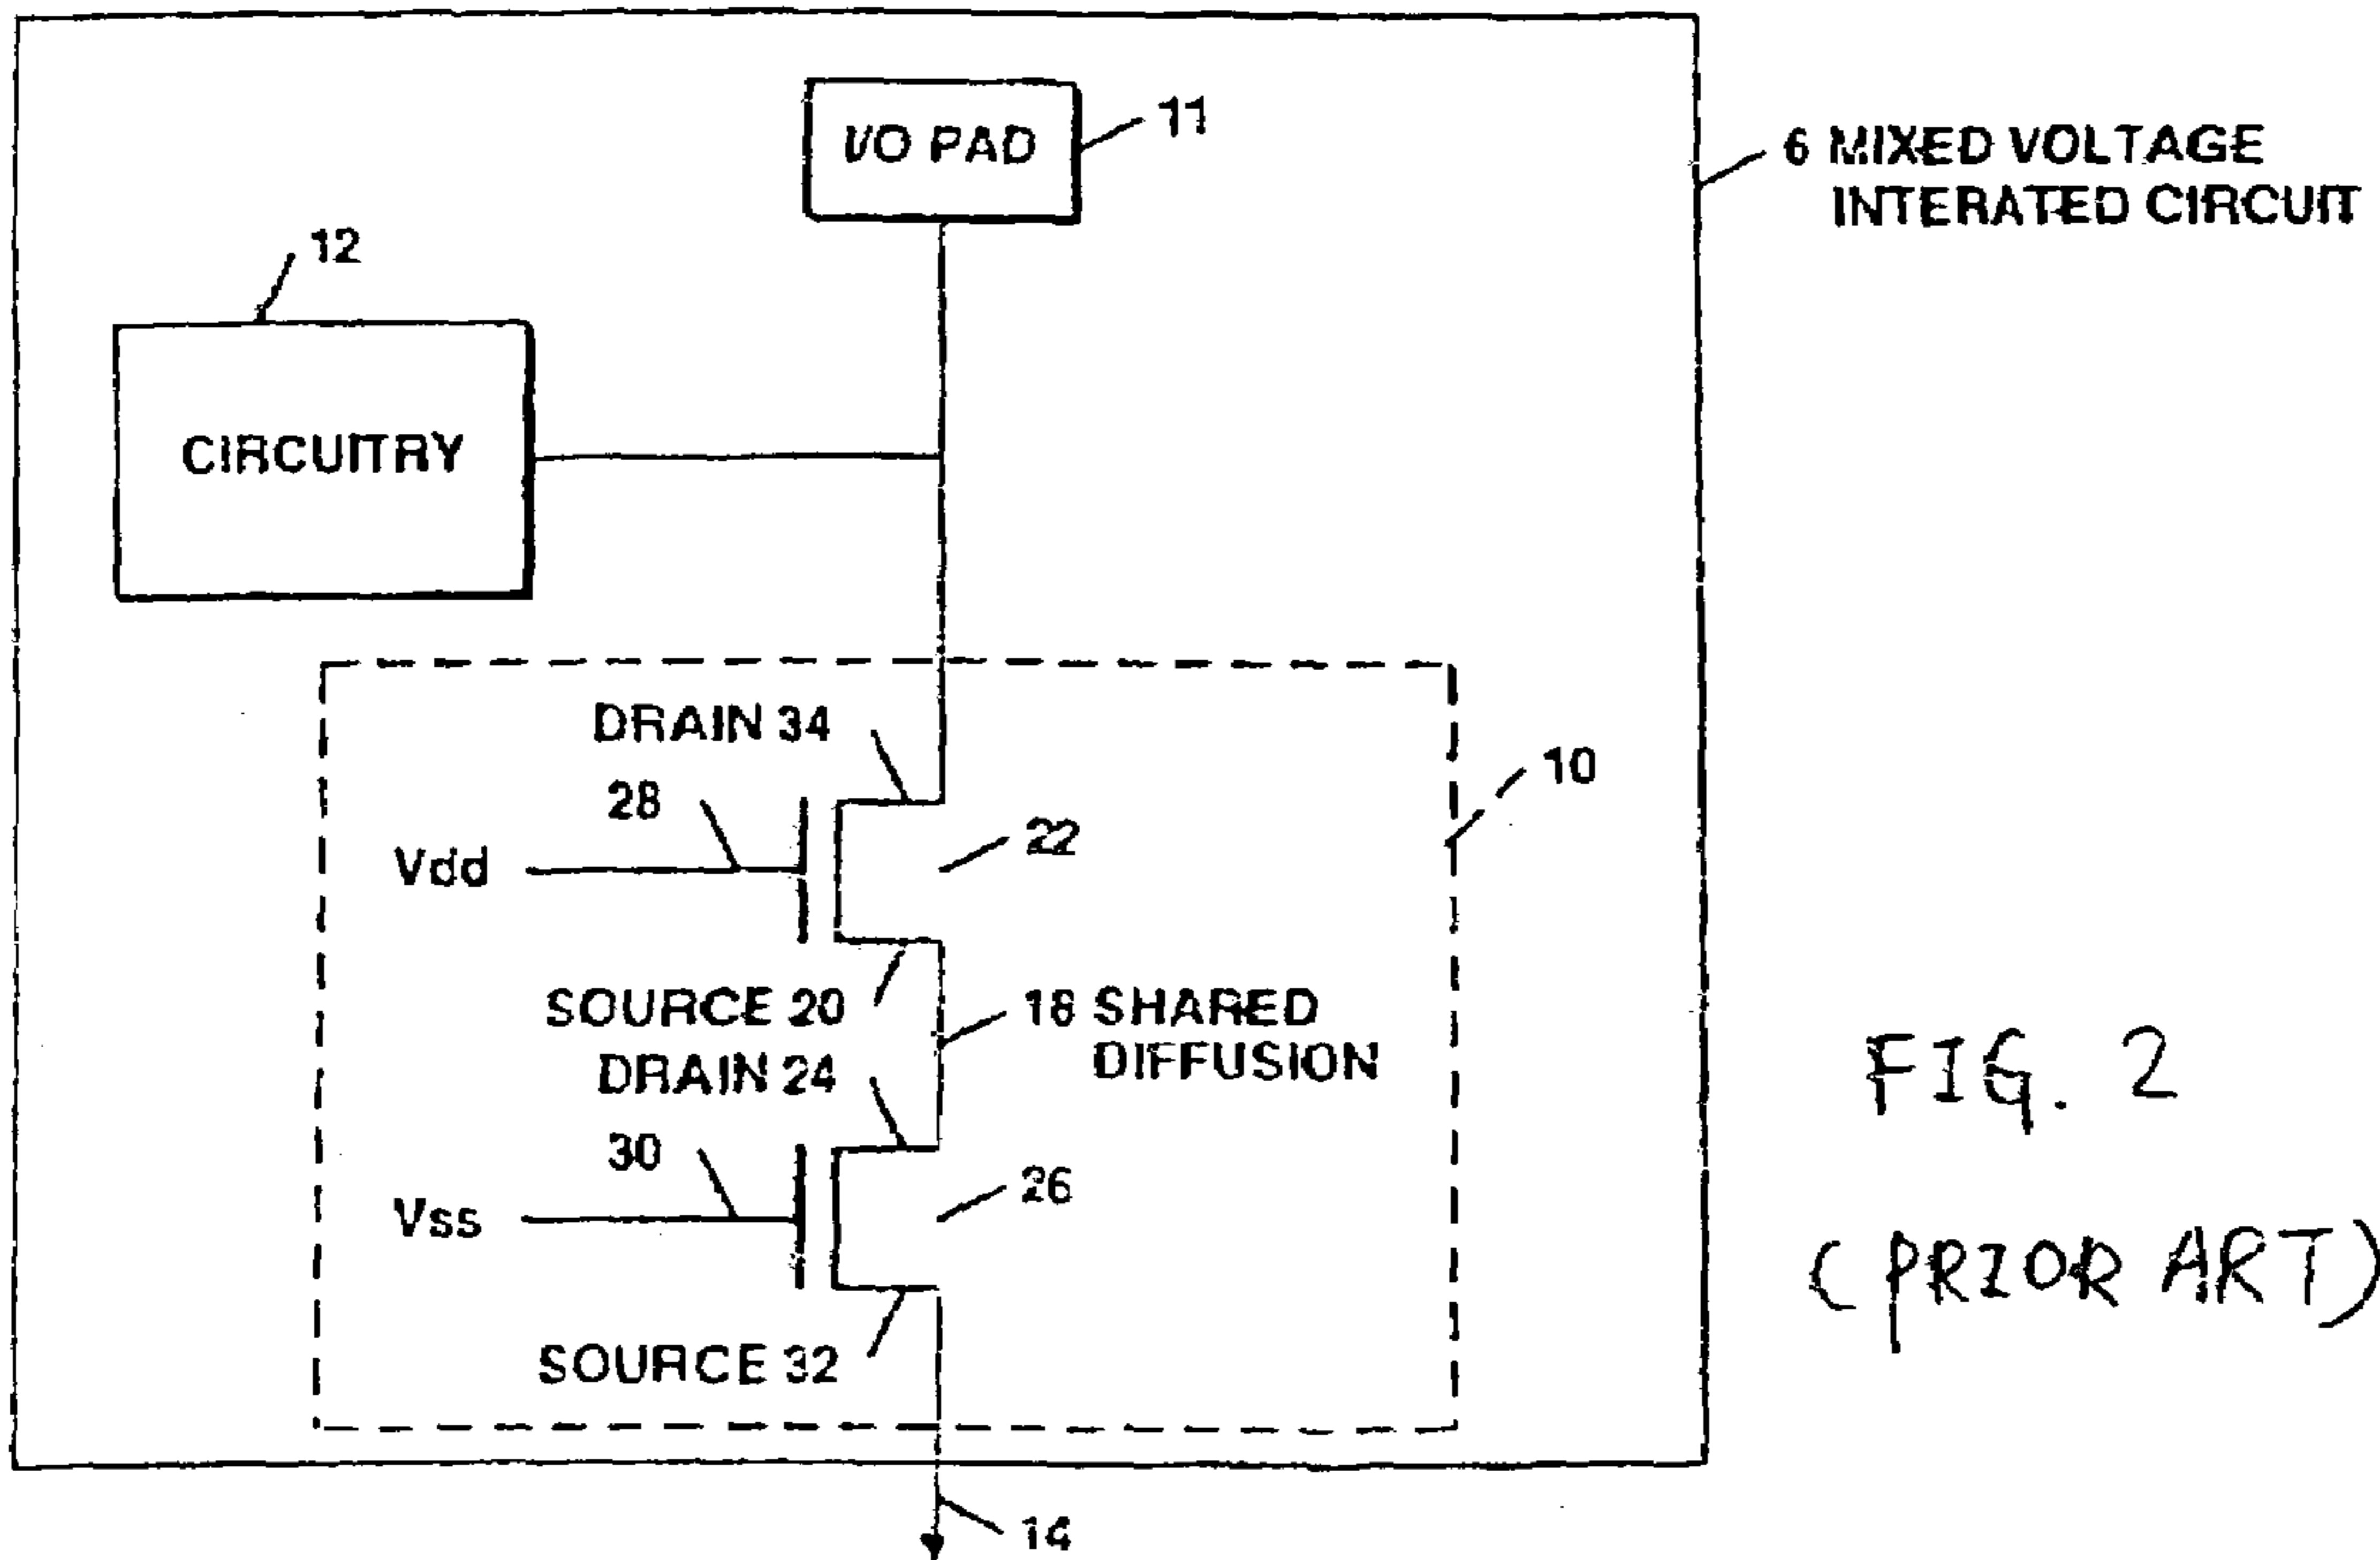 I/O PAD
11
6 MIXED VOLTAGE
INTERATED CIRCUIT
12
CIRCUITRY
DRAIN 34
28
10
Vdd
22
SOURCE 20
18 SHARED
DIFFUSION
DRAIN 24
30
26
Vss
SOURCE 32
14
FIG. 2
(PRIOR ART)